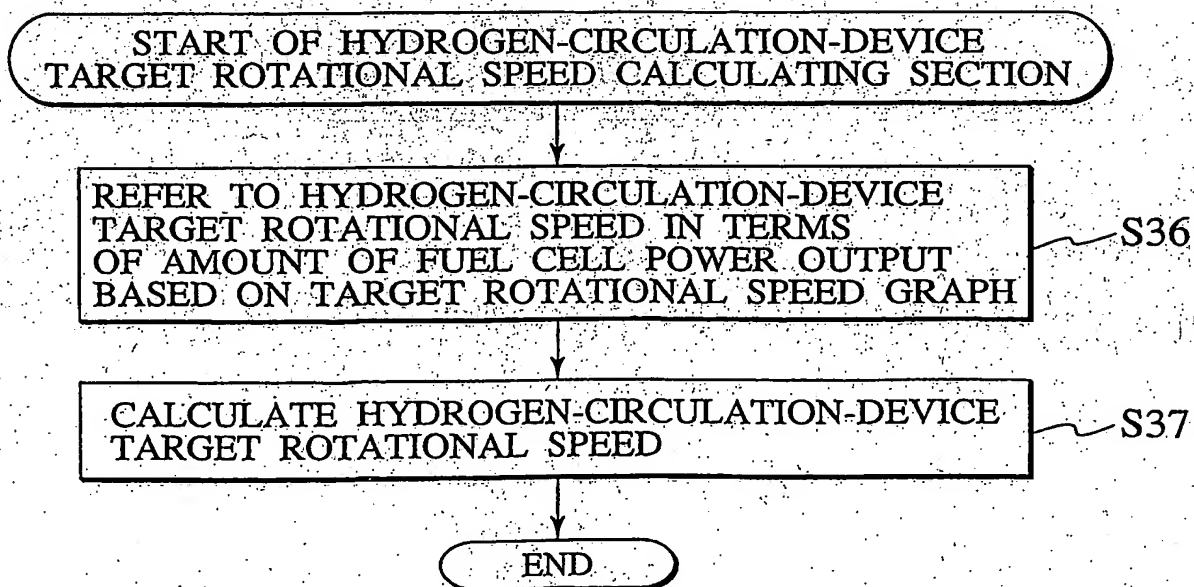 START OF HYDROGEN-CIRCULATION-DEVICE
TARGET ROTATIONAL SPEED CALCULATING SECTION
REFER TO HYDROGEN-CIRCULATION-DEVICE
TARGET ROTATIONAL SPEED IN TERMS
OF AMOUNT OF FUEL CELL POWER OUTPUT
BASED ON TARGET ROTATIONAL SPEED GRAPH
S36
CALCULATE HYDROGEN-CIRCULATION-DEVICE
TARGET ROTATIONAL SPEED
S37
END